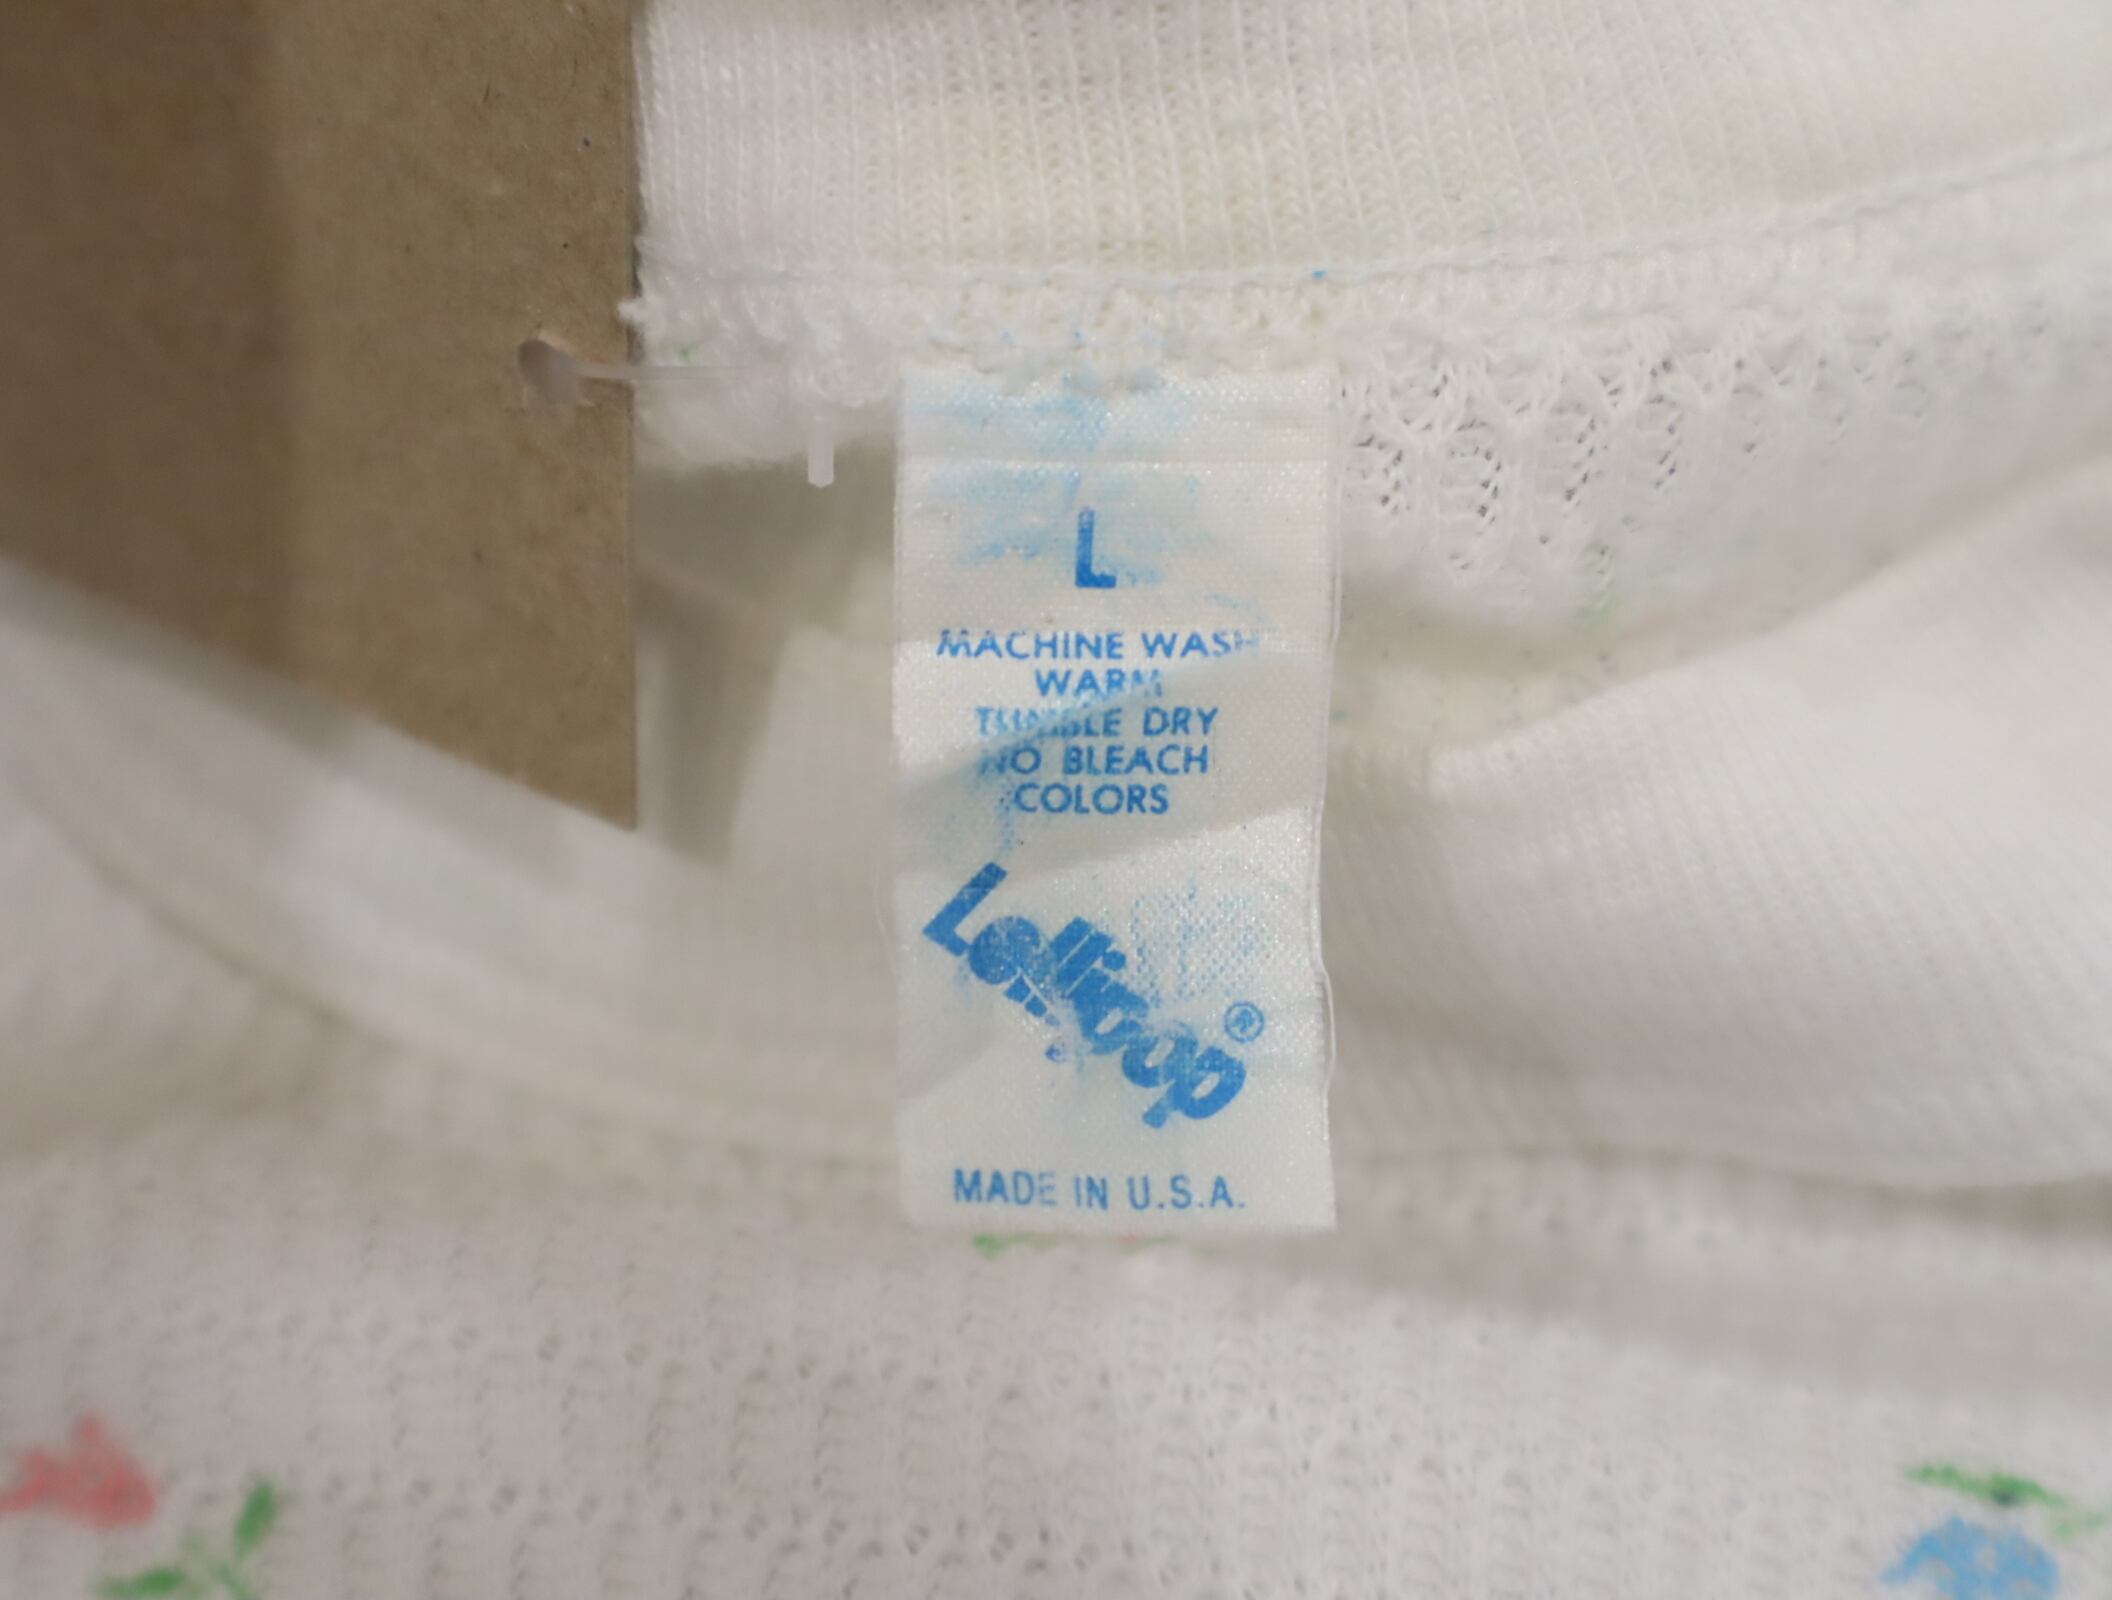 L
MACHINE WASH
WARM
TUMBLE DRY
NO BLEACH
COLORS
Lollipop®
MADE IN U.S.A.